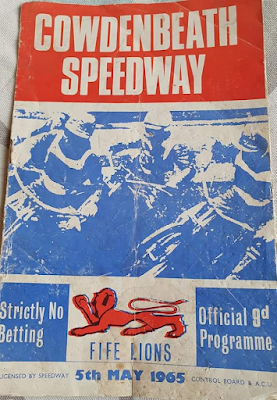 COWDENBEATH
SPEEDWAY
Strictly No
Betting
FIFE LIONS
Official 9d
Programme
LICENSED BY SPEEDWAY 5th MAY 1965 CONTROL BOARD & A.C.U.